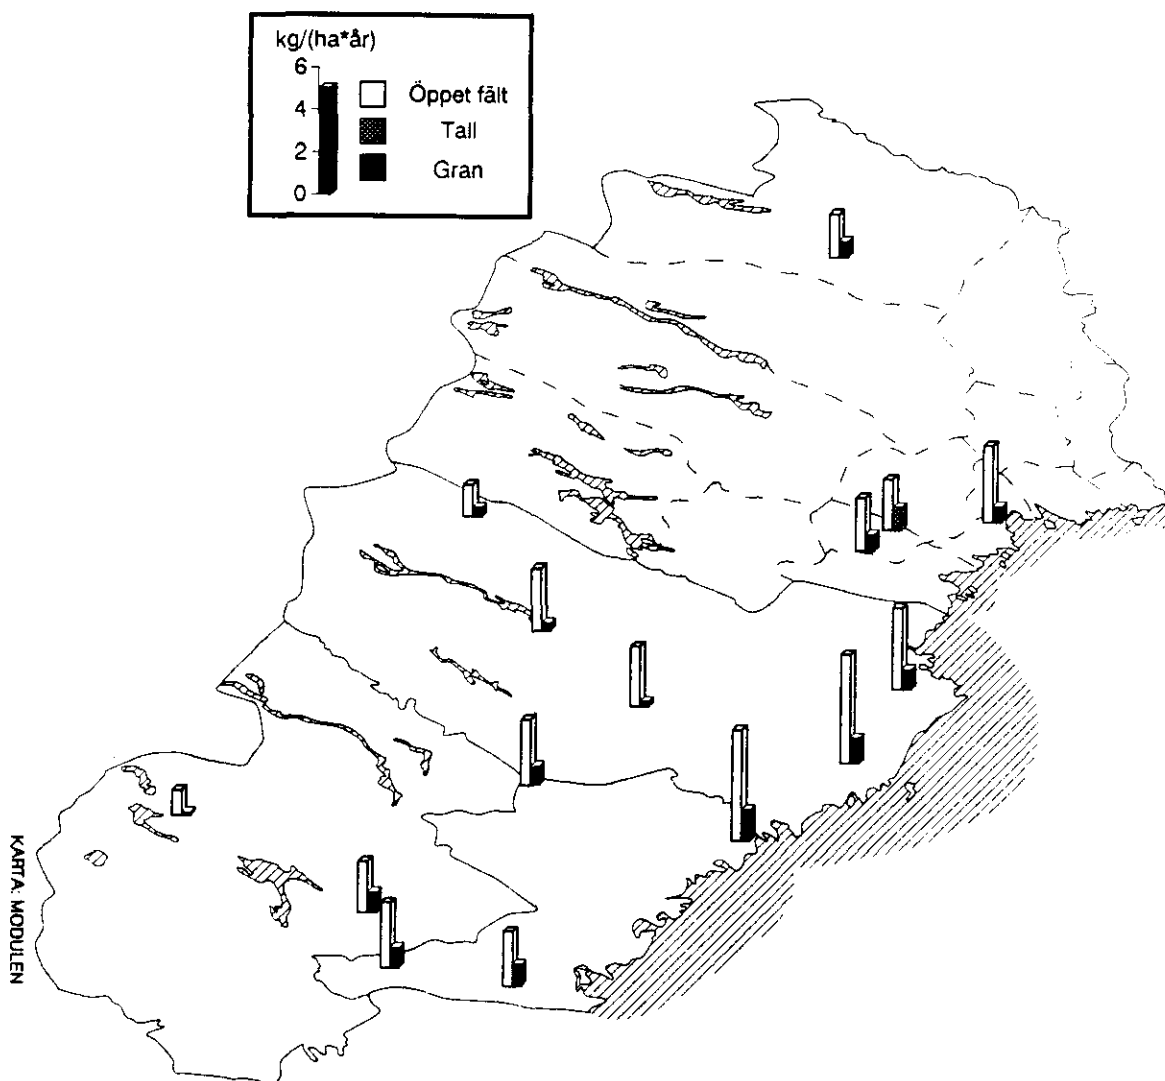 kg/(ha*år)
6
4
2
0
Öppet fält
Tall
Gran
KARTA: MODULEN